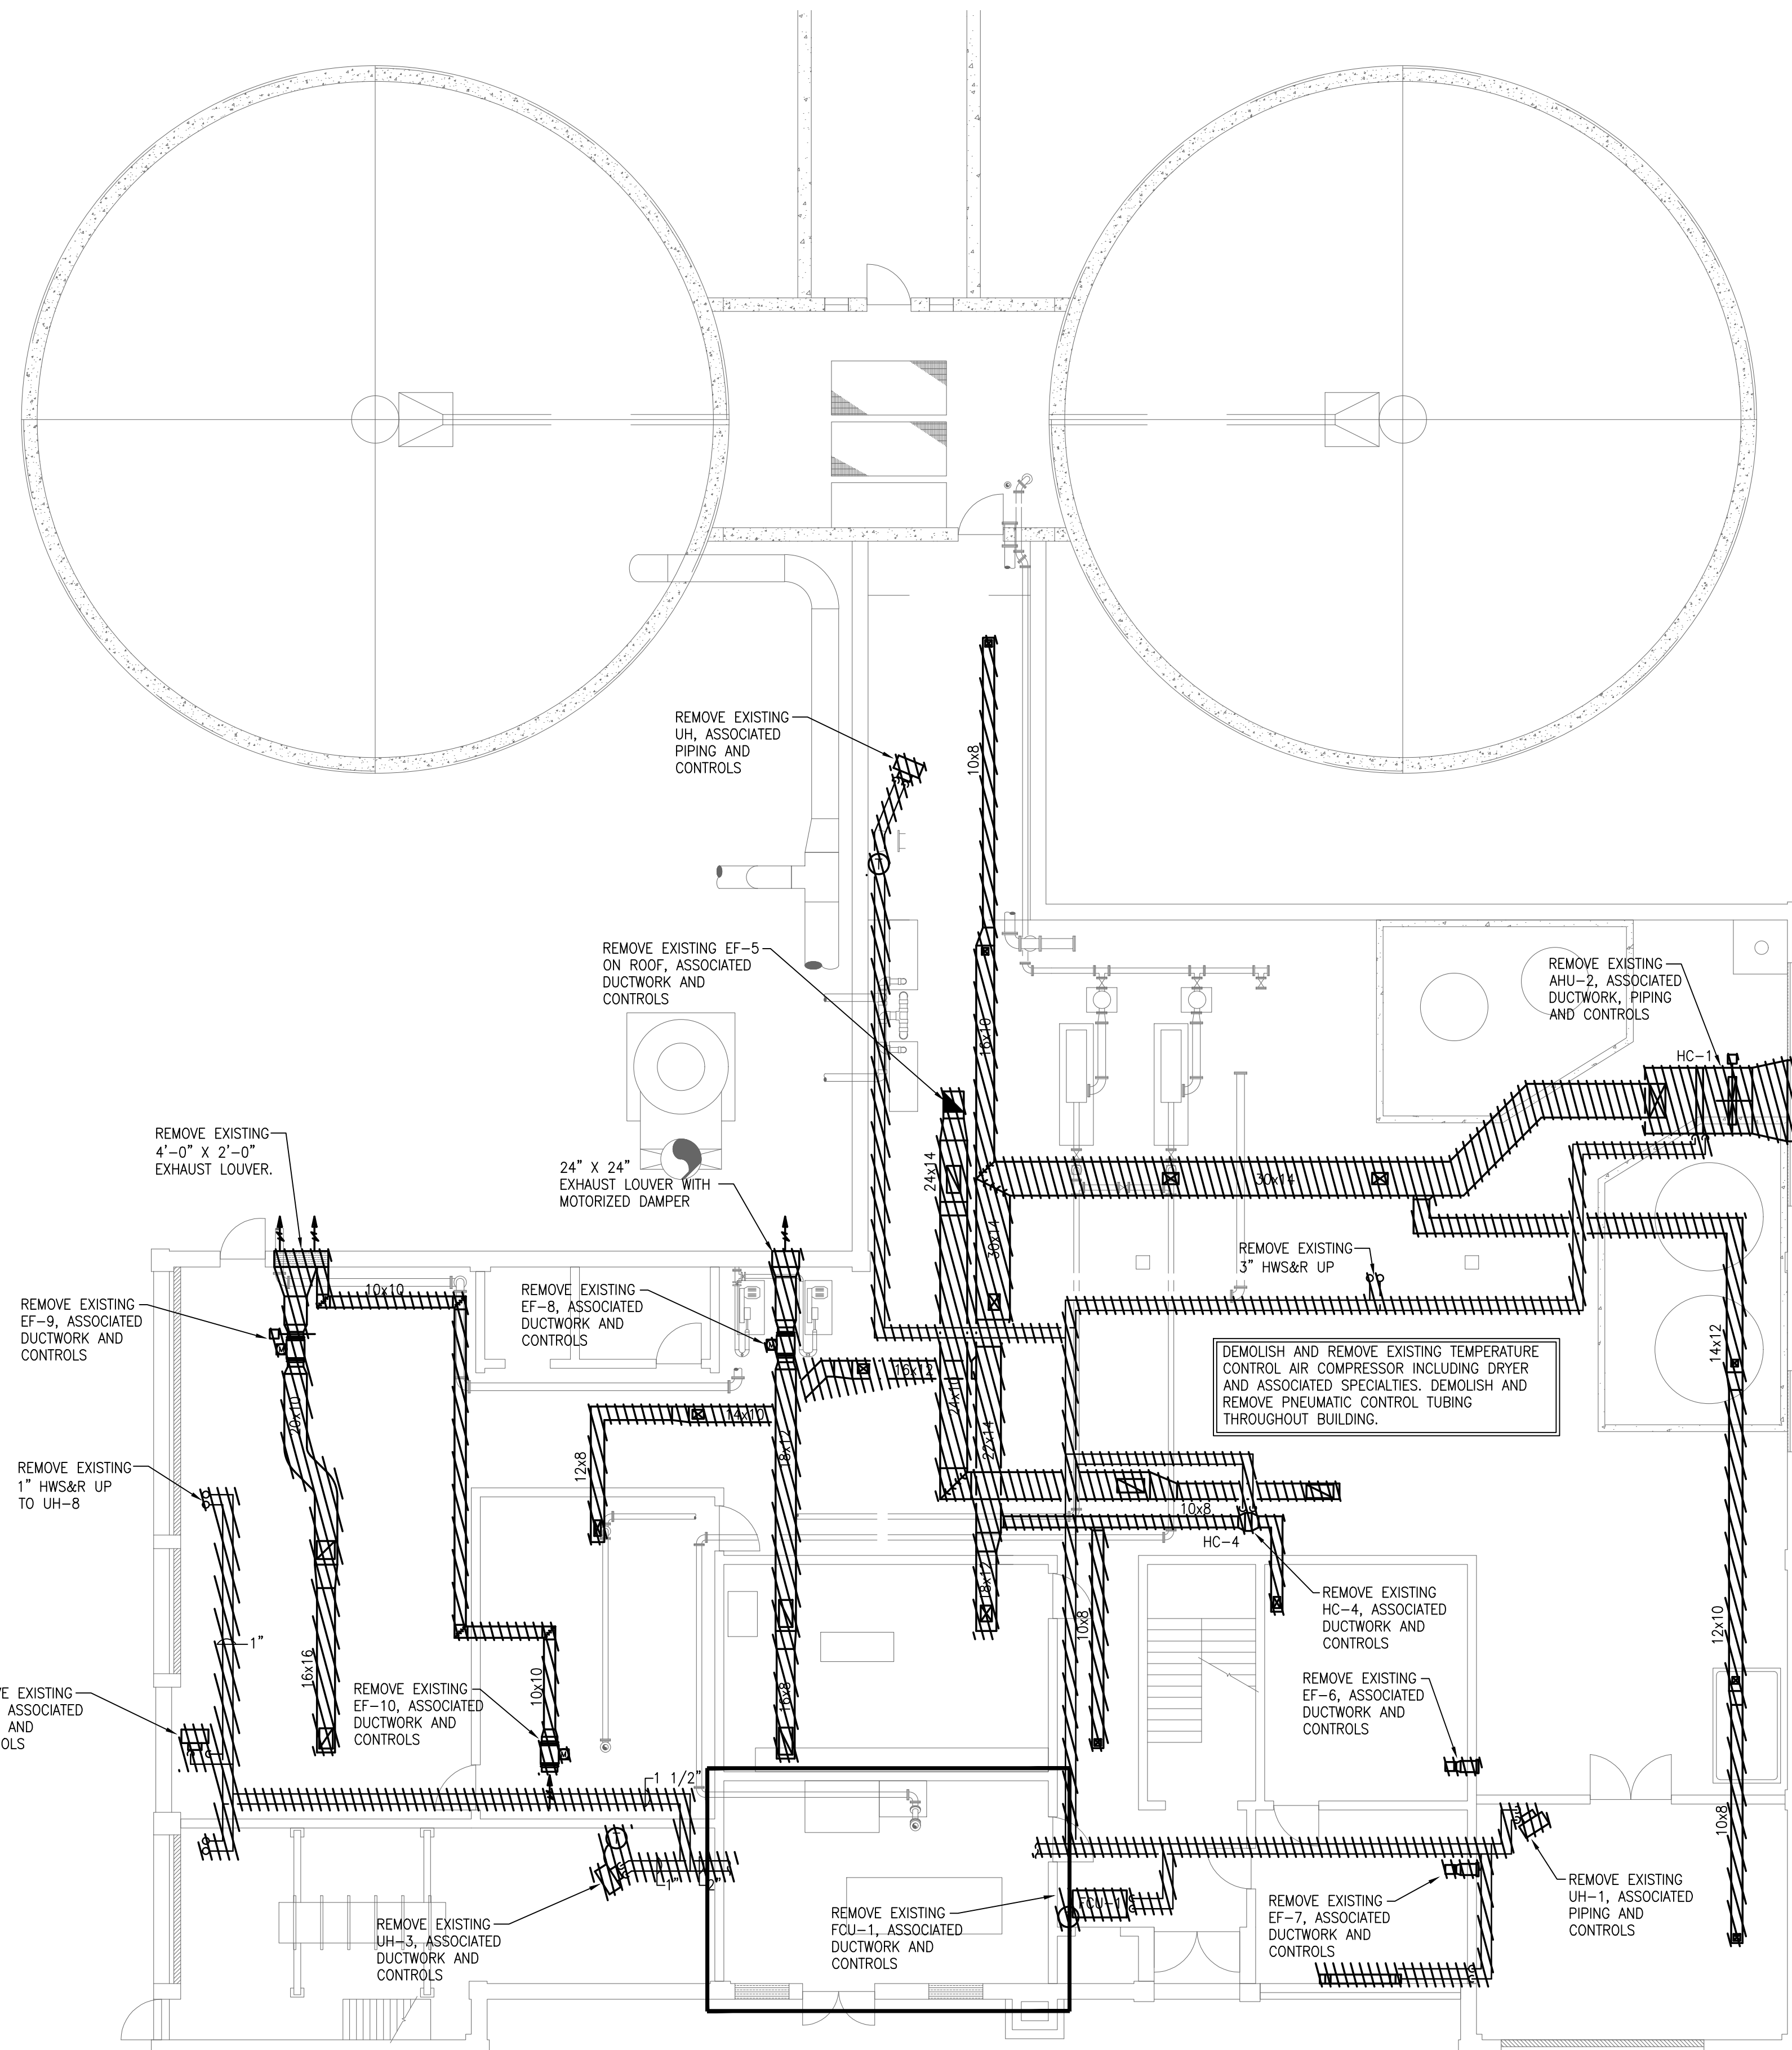 REMOVE EXISTING
UH, ASSOCIATED
PIPING AND
CONTROLS
10x8
REMOVE EXISTING EF-5
ON ROOF, ASSOCIATED
DUCTWORK AND
CONTROLS
REMOVE EXISTING
AHU-2, ASSOCIATED
DUCTWORK, PIPING
AND CONTROLS
16x10
HC-1
REMOVE EXISTING
4'-0" X 2'-0"
EXHAUST LOUVER.
24" X 24"
EXHAUST LOUVER WITH
MOTORIZED DAMPER
24x14
30x14
30x14
REMOVE EXISTING
3" HWS&R UP
REMOVE EXISTING
EF-9, ASSOCIATED
DUCTWORK AND
CONTROLS
10x10
REMOVE EXISTING
EF-8, ASSOCIATED
DUCTWORK AND
CONTROLS
M
M
14x12
DEMOLISH AND REMOVE EXISTING TEMPERATURE
CONTROL AIR COMPRESSOR INCLUDING DRYER
AND ASSOCIATED SPECIALTIES. DEMOLISH AND
REMOVE PNEUMATIC CONTROL TUBING
THROUGHOUT BUILDING.
16x12
24x10
20x10
14x10
18x12
22x14
12x8
REMOVE EXISTING
1" HWS&R UP
TO UH-8
10x8
HC-4
18x12
REMOVE EXISTING
HC-4, ASSOCIATED
DUCTWORK AND
CONTROLS
10x8
12x10
1"
16x16
10x10
16x8
REMOVE EXISTING
EF-6, ASSOCIATED
DUCTWORK AND
CONTROLS
E EXISTING
ASSOCIATED
AND
OLS
REMOVE EXISTING
EF-10, ASSOCIATED
DUCTWORK AND
CONTROLS
M
1 1/2"
10x8
T
1"
2"
REMOVE EXISTING
UH-3, ASSOCIATED
DUCTWORK AND
CONTROLS
REMOVE EXISTING
FCU-1, ASSOCIATED
DUCTWORK AND
CONTROLS
FCU-1
REMOVE EXISTING
EF-7, ASSOCIATED
DUCTWORK AND
CONTROLS
REMOVE EXISTING
UH-1, ASSOCIATED
PIPING AND
CONTROLS